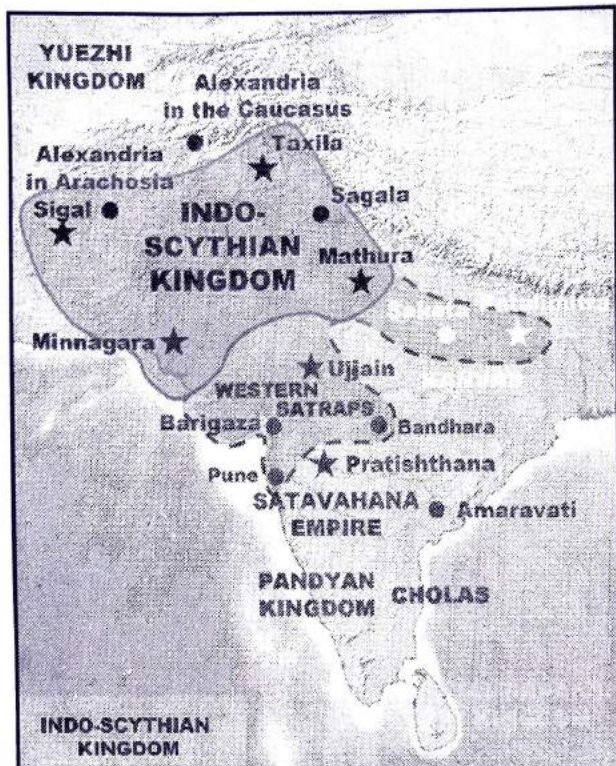 YUEZHI
KINGDOM
Alexandria
in the Caucasus
Taxila
Alexandria
in Arachosia
Sigal
Sagala
INDO-
SCYTHIAN
KINGDOM
Mathura
Minnagara
Saketa
Ujjain
WESTERN
SATRAPS
Barigaza
Bandhara
Pratishthana
Pune
SATAVAHANA
EMPIRE
Amaravati
PANDYAN
KINGDOM
CHOLAS
INDO-SCYTHIAN
KINGDOM